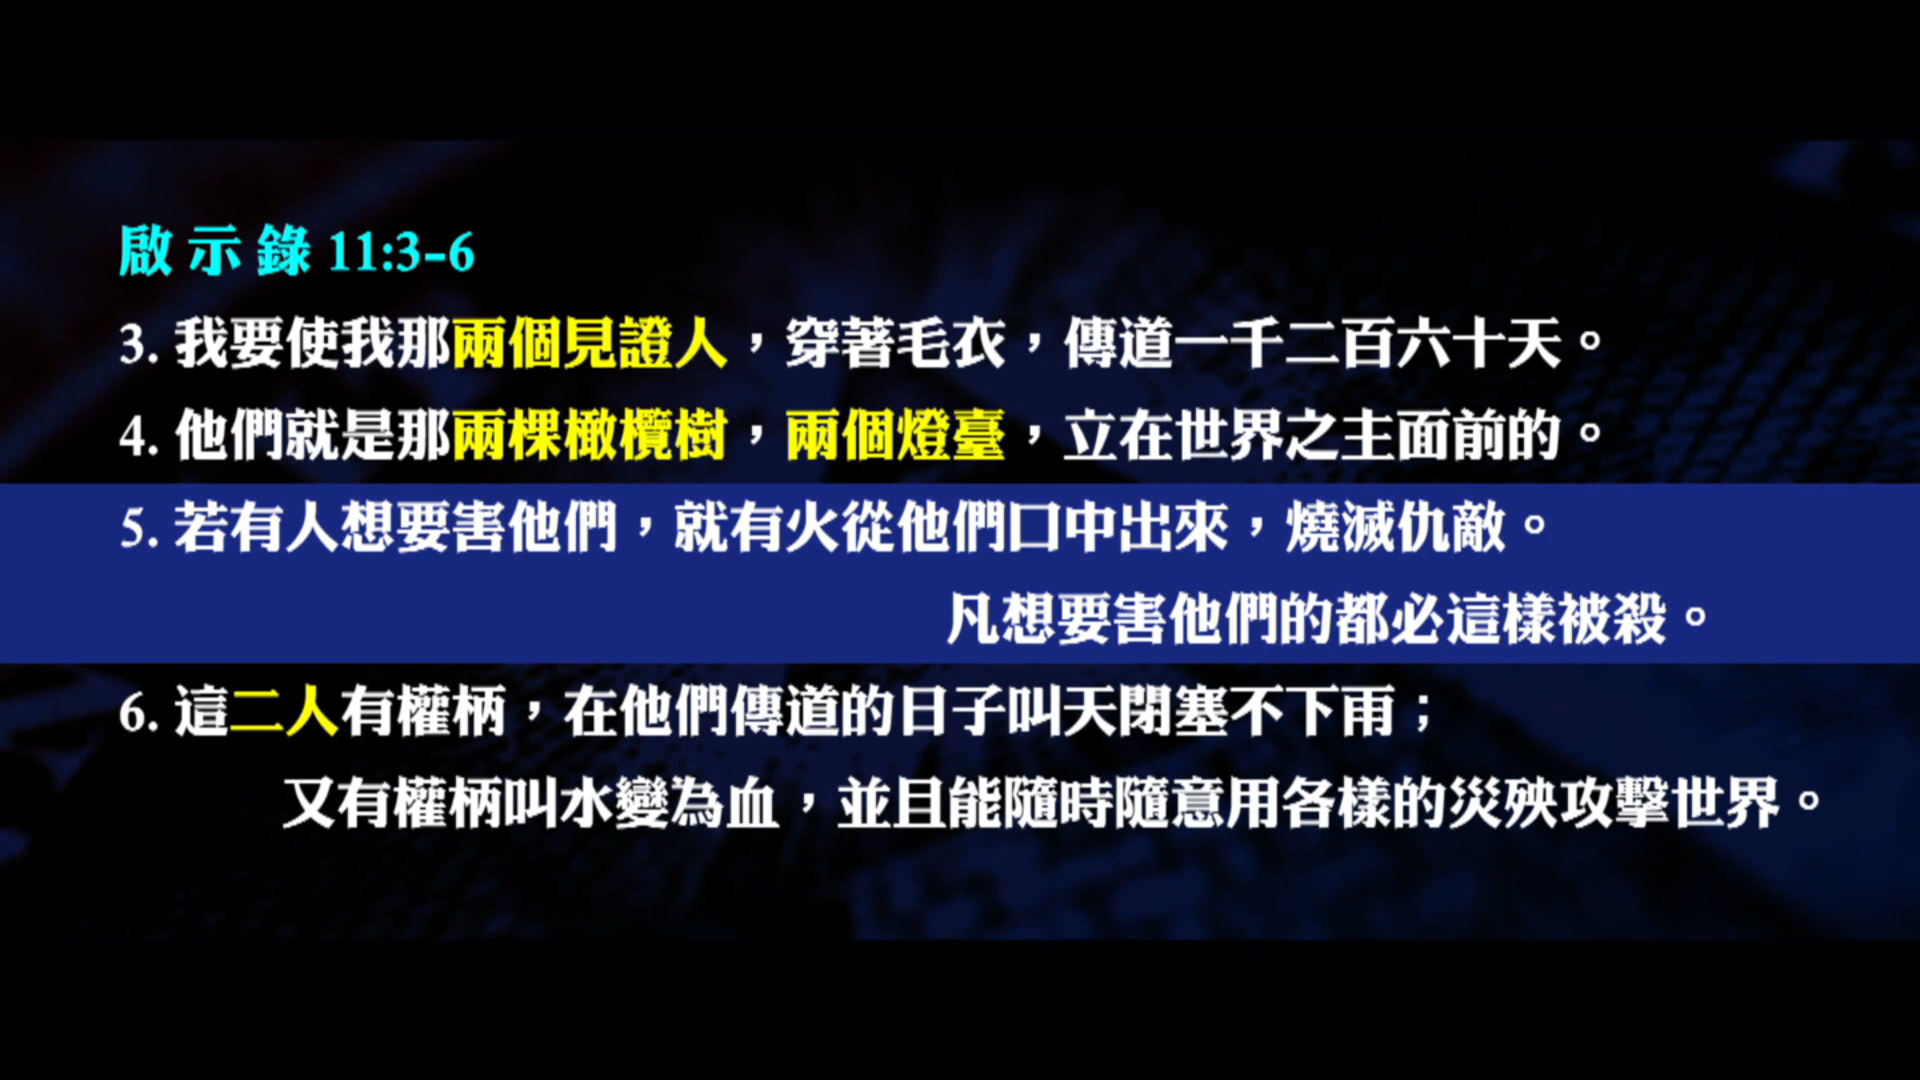 啟示錄 11:3-6
3. 我要使我那兩個見證人，穿著毛衣，傳道一千二百六十天。
4. 他們就是那兩棵橄欖樹，兩個燈臺，立在世界之主面前的。
5. 若有人想要害他們，就有火從他們口中出來，燒滅仇敵。
凡想要害他們的都必這樣被殺。
6. 這二人有權柄，在他們傳道的日子叫天閉塞不下雨；
又有權柄叫水變為血，並且能隨時隨意用各樣的災殃攻擊世界。